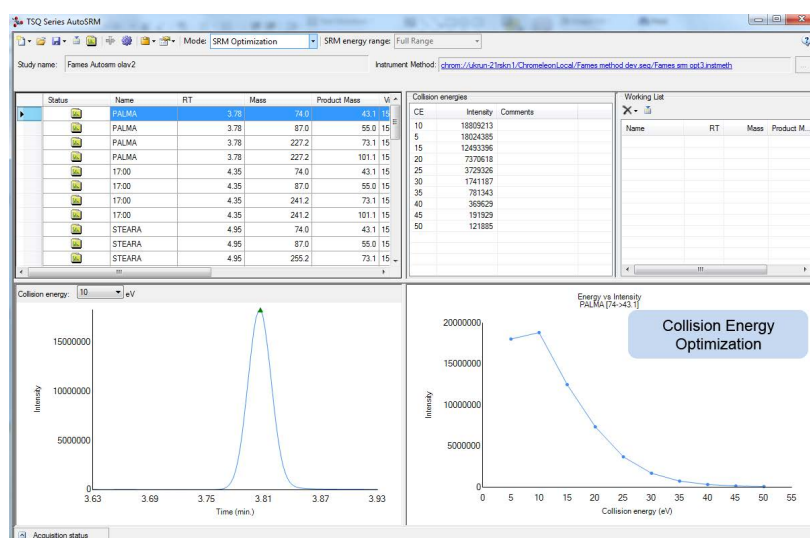 TSQ Series AutoSRM
Mode: SRM Optimization SRM energy range: Full Range
Study name: Fames Autosrm olav2 Instrument Method: chrom://ukrun-21rskn1/ChromeleonLocal/Fames method dev.seq/Fames srm opt3.instmeth
Status Name RT Mass Product Mass
PALMA 3.78 74.0 43.1 15
PALMA 3.78 87.0 55.0 15
PALMA 3.78 227.2 73.1 15
PALMA 3.78 227.2 101.1 15
17:00 4.35 74.0 43.1 15
17:00 4.35 87.0 55.0 15
17:00 4.35 241.2 73.1 15
17:00 4.35 241.2 101.1 15
STEARA 4.95 74.0 43.1 15
STEARA 4.95 87.0 55.0 15
STEARA 4.95 255.2 73.1 15
Collision energies
CE Intensity Comments
10 18809213
5 18024385
15 12493396
20 7370618
25 3729326
30 1741187
35 781343
40 369629
45 191929
50 121885
Working List
Name RT Mass Product M...
Collision energy: 10 eV
15000000
10000000
5000000
0
Intensity
3.63 3.69 3.75 3.81 3.87 3.93
Time (min.)
Energy vs Intensity
PALMA [74->43.1]
Collision Energy
Optimization
20000000
15000000
10000000
5000000
0
Intensity
0 5 10 15 20 25 30 35 40 45 50 55
Collision energy (eV)
Acquisition status